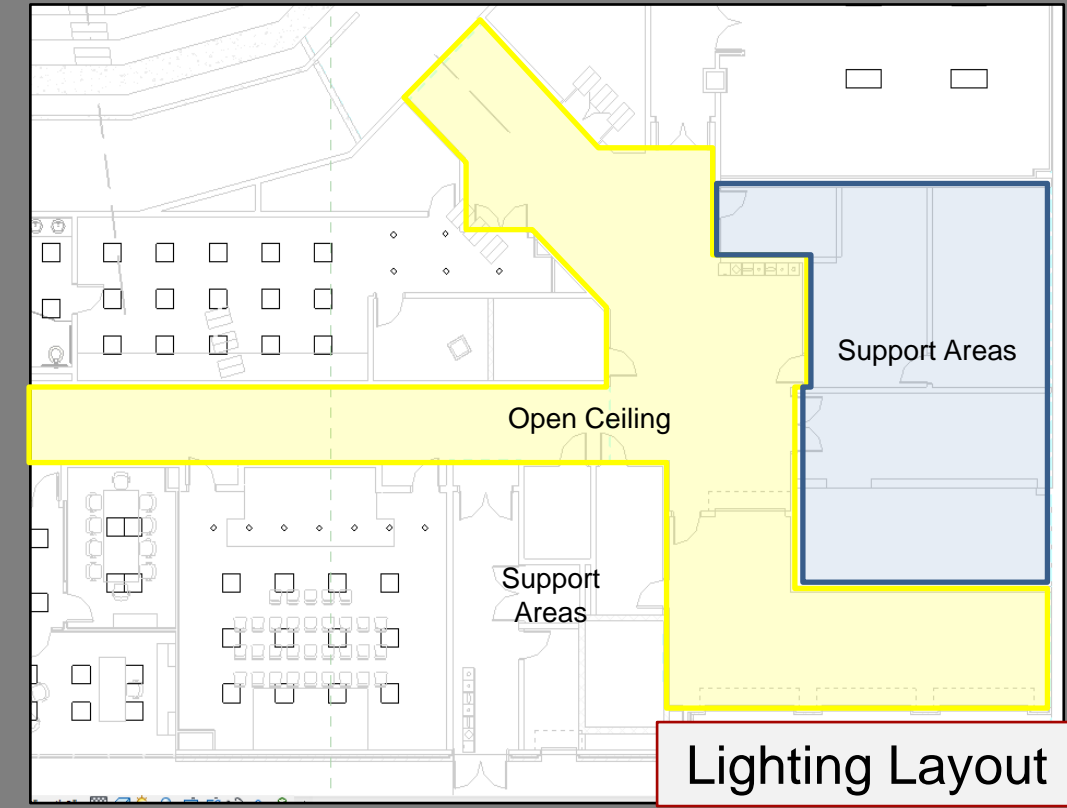 Support Areas
Open Ceiling
Support
Areas
Lighting Layout